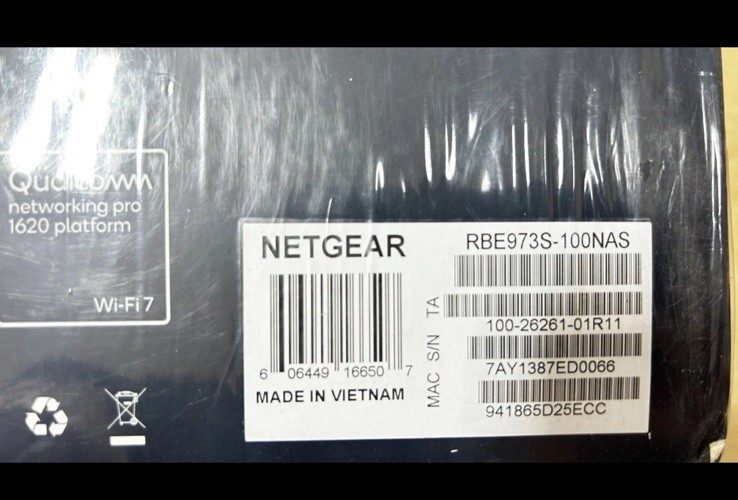 Qualcomm
networking pro
1620 platform
Wi-Fi 7
NETGEAR
6 06449 16650 7
MADE IN VIETNAM
RBE973S-100NAS
TA
100-26261-01R11
S/N
7AY1387ED0066
MAC
941865D25ECC